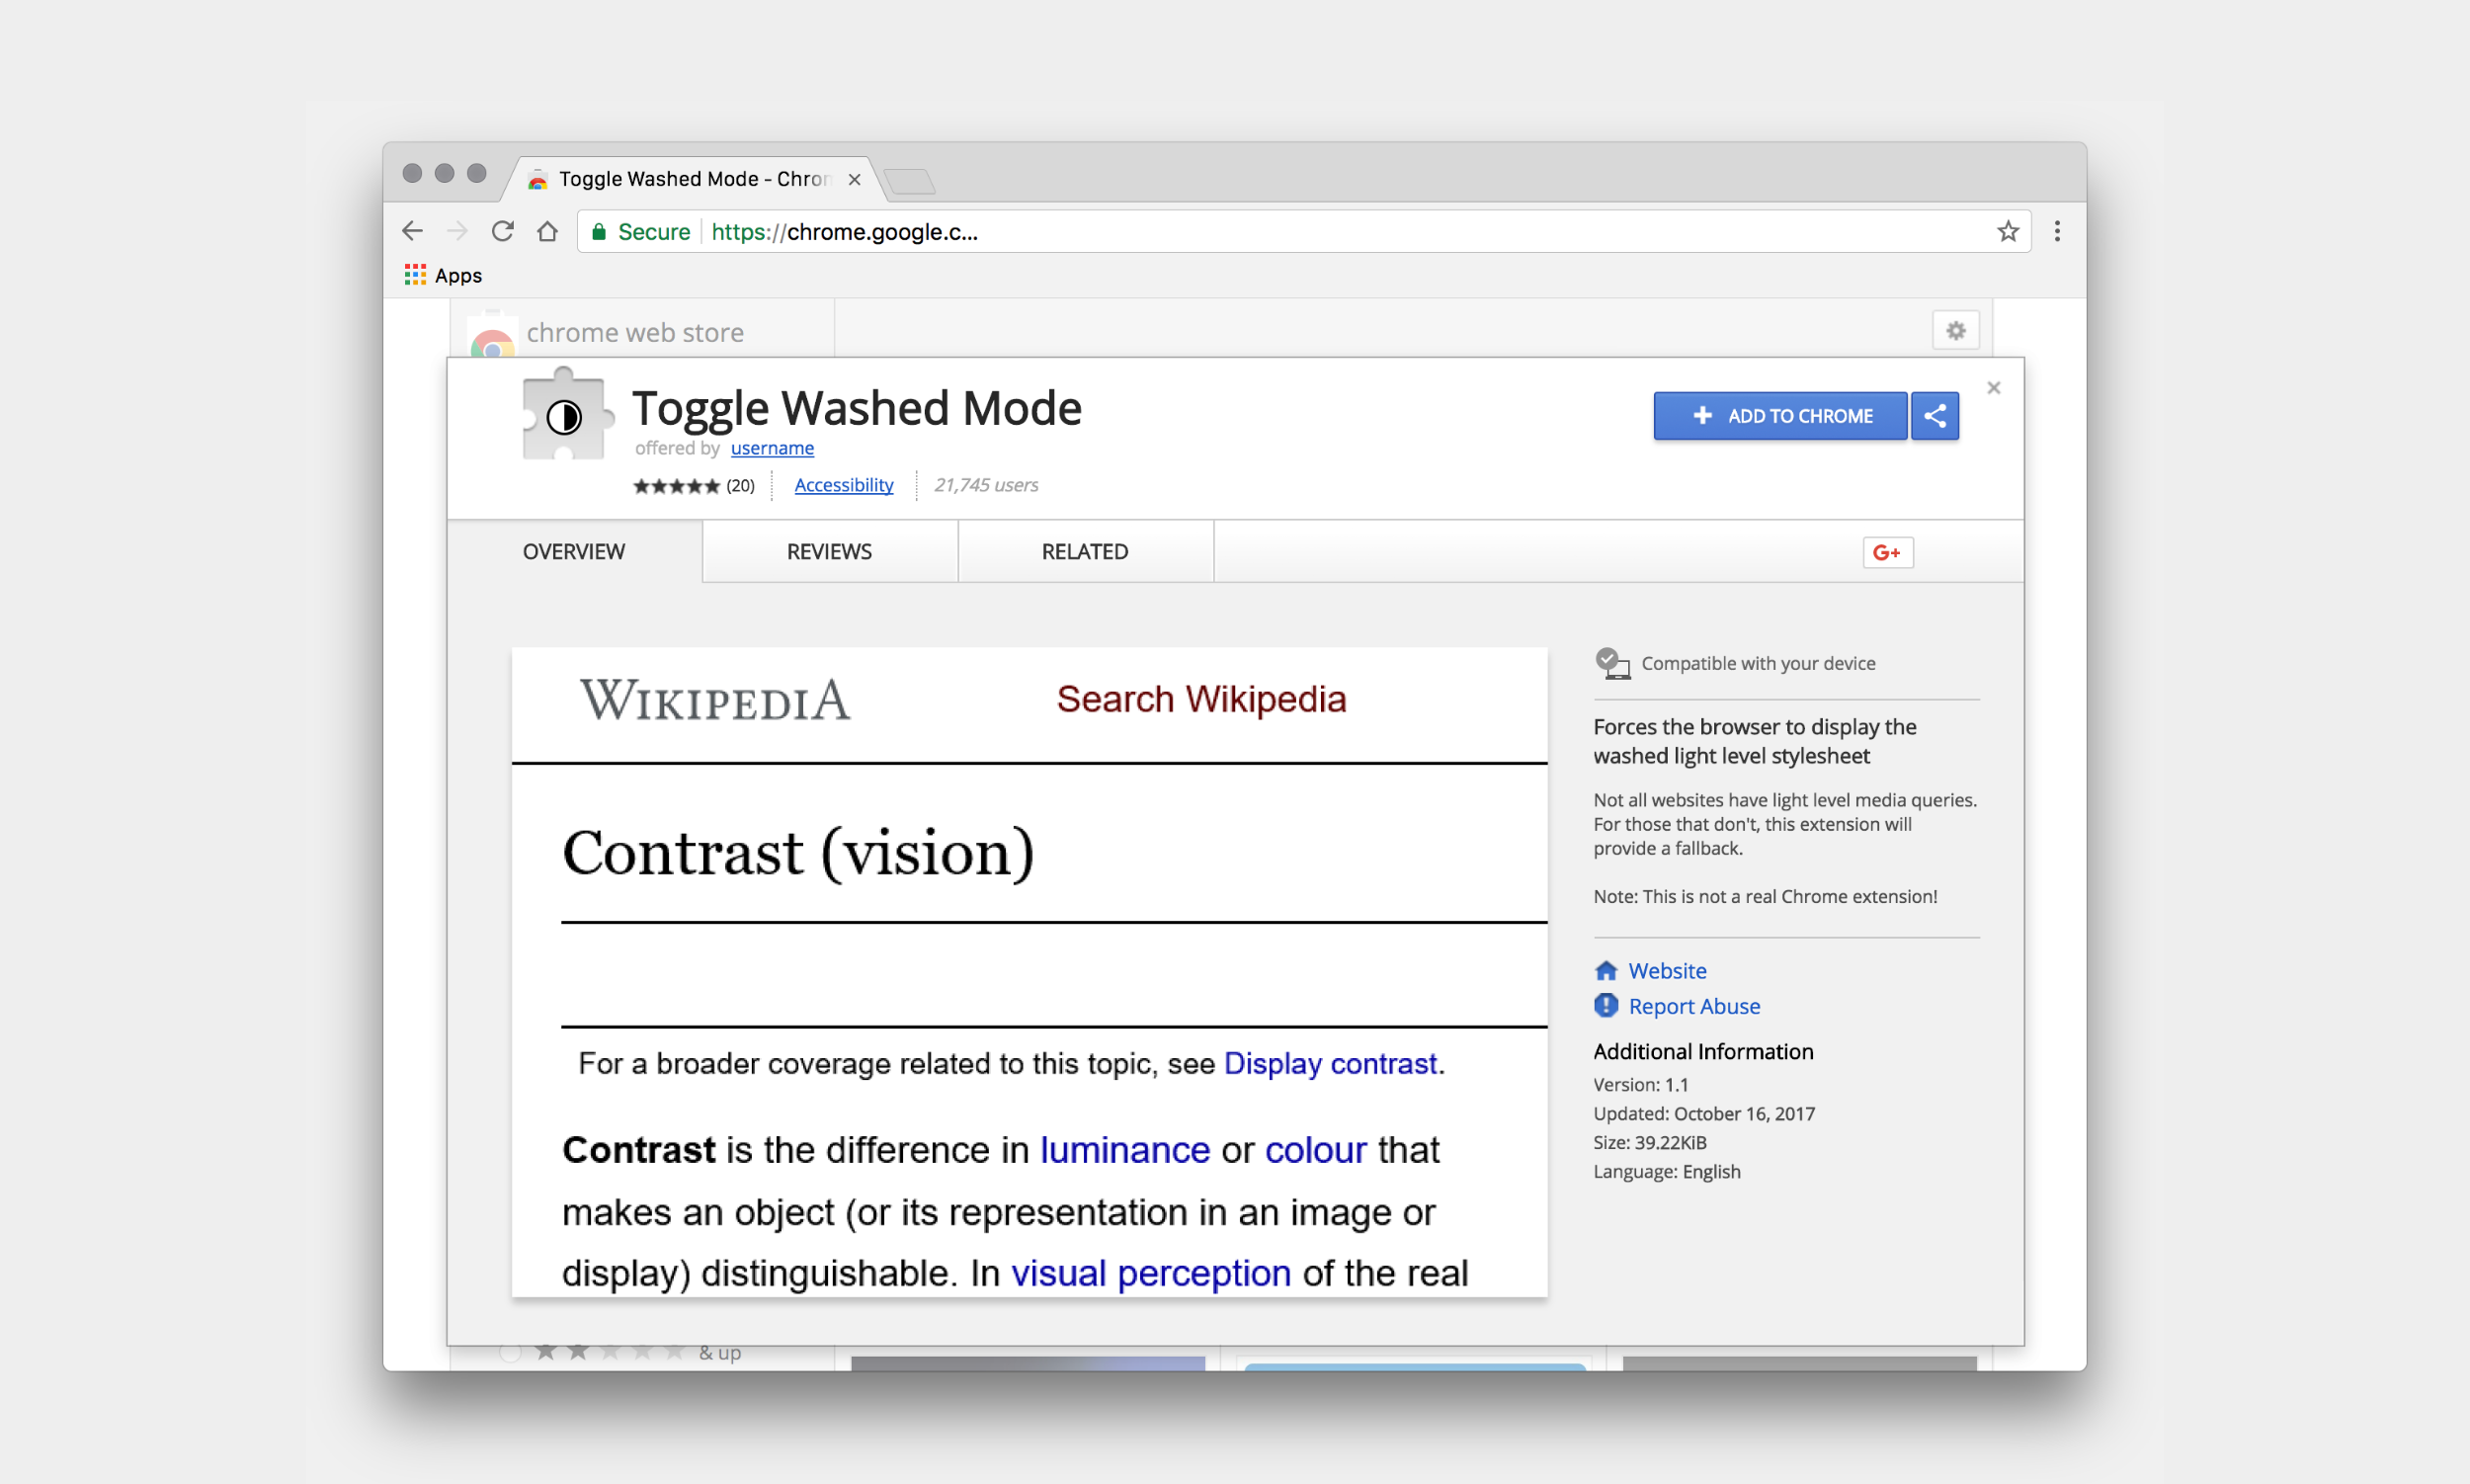 Toggle Washed Mode - Chron
Secure https://chrome.google.c...
Apps
chrome web store
Toggle Washed Mode
offered by username
(20) Accessibility 21,745 users
+ ADD TO CHROME
OVERVIEW REVIEWS RELATED
G+
WIKIPEDIA
Search Wikipedia
Contrast (vision)
For a broader coverage related to this topic, see Display contrast.
Contrast is the difference in luminance or colour that
makes an object (or its representation in an image or
display) distinguishable. In visual perception of the real
Compatible with your device
Forces the browser to display the
washed light level stylesheet
Not all websites have light level media queries.
For those that don't, this extension will
provide a fallback.
Note: This is not a real Chrome extension!
Website
Report Abuse
Additional Information
Version: 1.1
Updated: October 16, 2017
Size: 39.22KiB
Language: English
& up